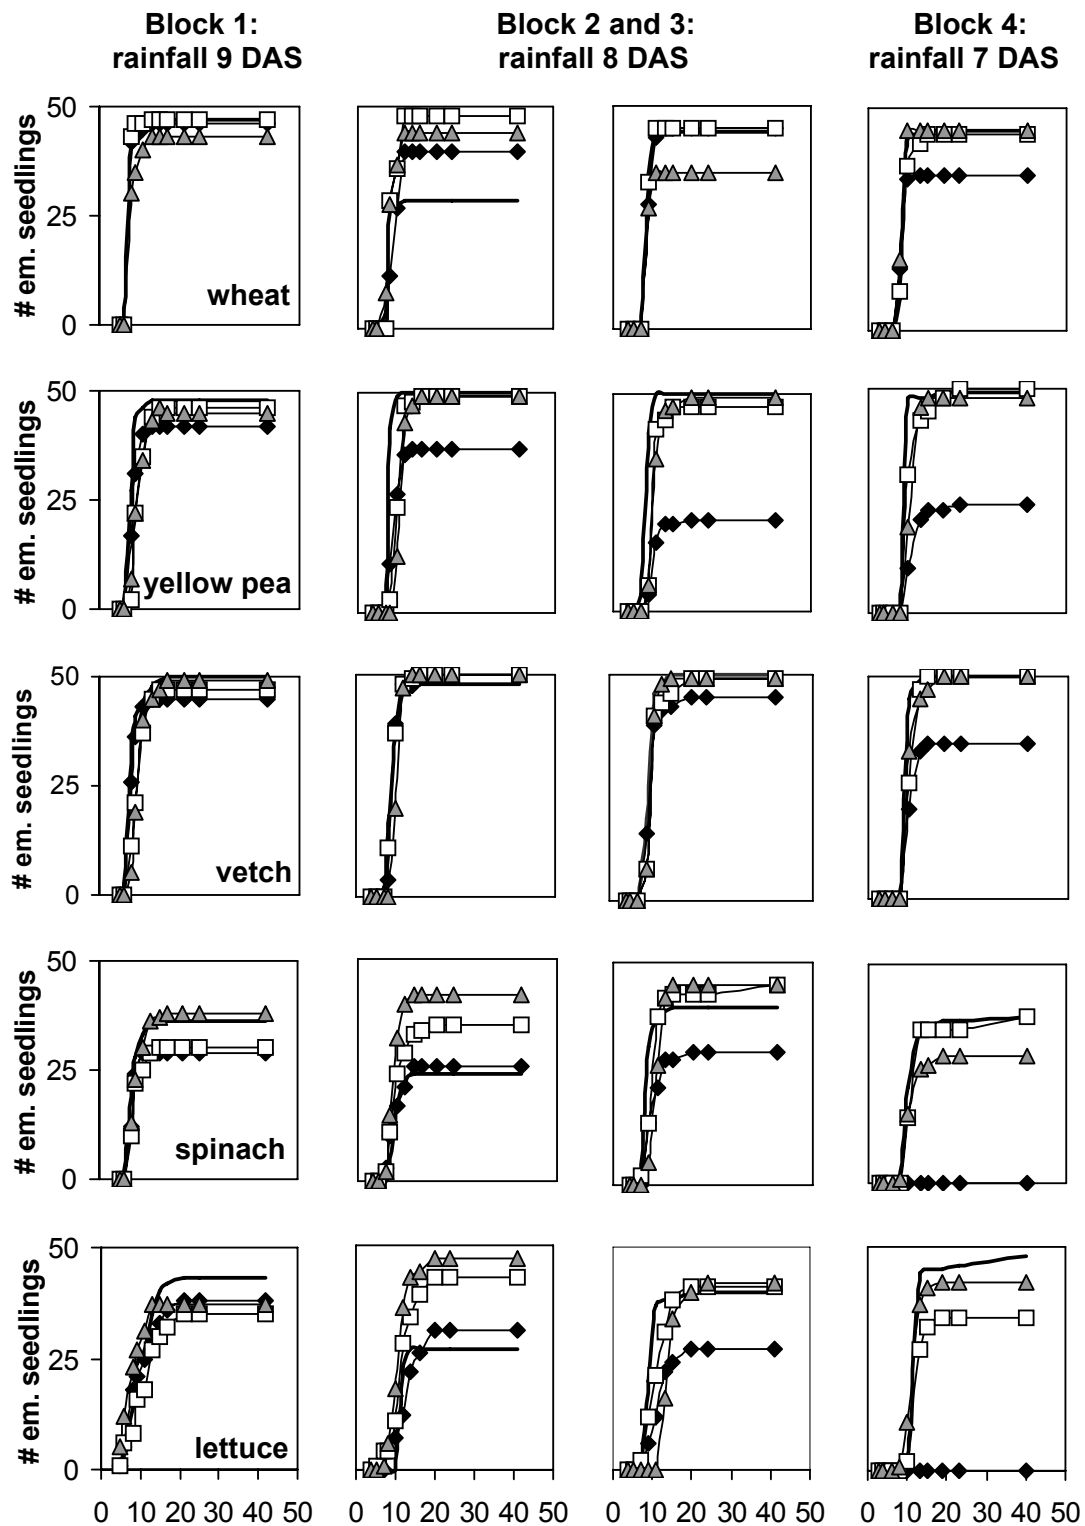 Block 1:
rainfall 9 DAS
Block 2 and 3:
rainfall 8 DAS
Block 4:
rainfall 7 DAS
# em. seedlings
50
25
0
wheat
# em. seedlings
50
25
0
yellow pea
# em. seedlings
50
25
0
vetch
# em. seedlings
50
25
0
spinach
# em. seedlings
50
25
0
lettuce
0 10 20 30 40 50 0 10 20 30 40 50 0 10 20 30 40 50 0 10 20 30 40 50